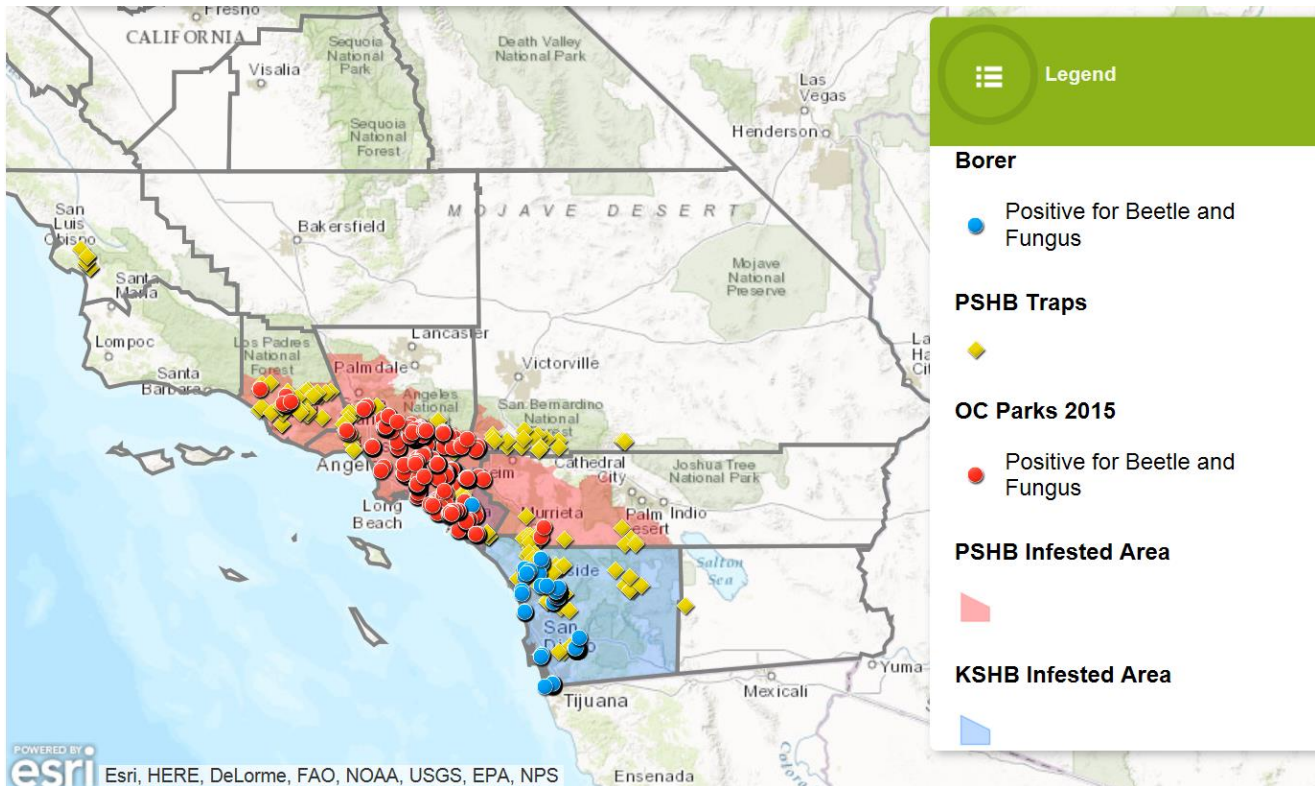 Fresno
CALIFORNIA
Visalia
Sequoia
National
Park
Sequoia
National
Forest
Death Valley
National Park
Las
Vegas
Henderson
MOJAVE DESERT
San
Luis
Obispo
Bakersfield
Santa
Maria
Mojave
National
Preserve
Lompoc
Santa
Barbara
Los Padres
National
Forest
Lancaster
Palmdale
Angeles
National
Victorville
San Bernardino
National
Cathedral
City
Joshua Tree
National Park
Long
Beach
Murrieta
Palm
Indio
Salton
Sea
San
Yuma
Mexicali
Tijuana
Ensenada
Legend
Borer
Positive for Beetle and
Fungus
PSHB Traps
OC Parks 2015
Positive for Beetle and
Fungus
PSHB Infested Area
KSHB Infested Area
POWERED BY
esri
Esri, HERE, DeLorme, FAO, NOAA, USGS, EPA, NPS